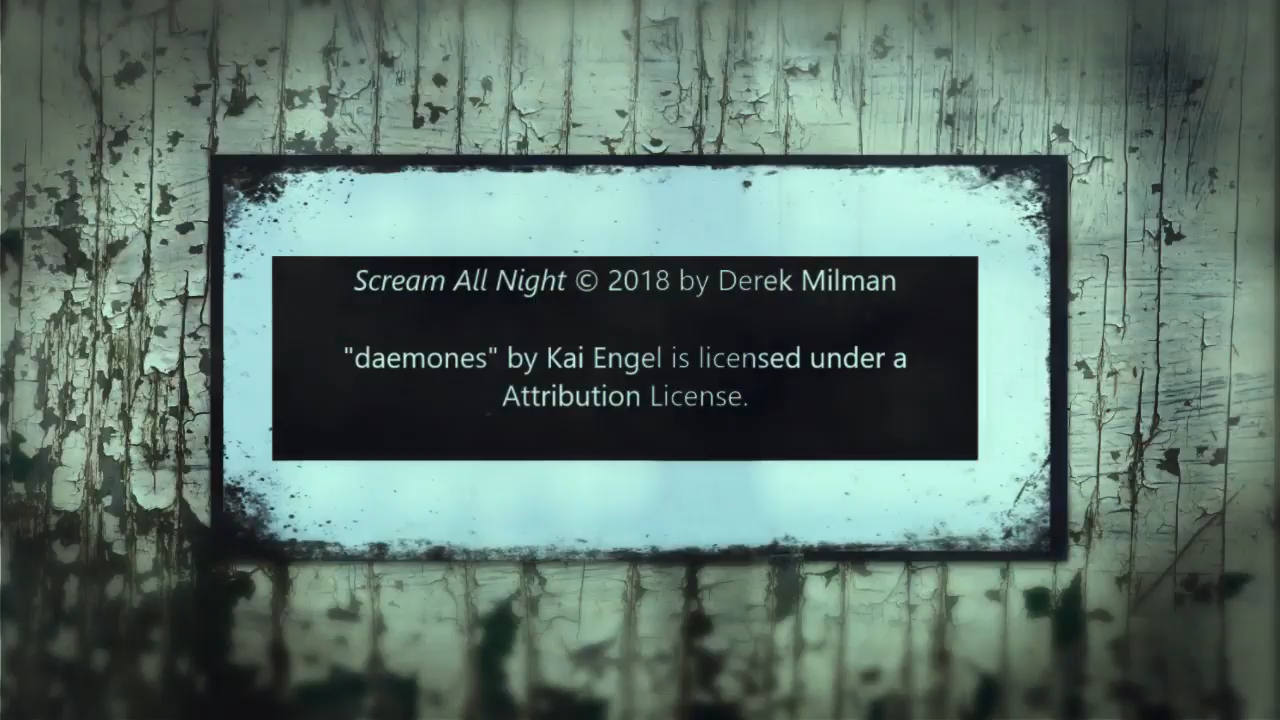 Scream All Night © 2018 by Derek Milman
"daemones" by Kai Engel is licensed under a
Attribution License.